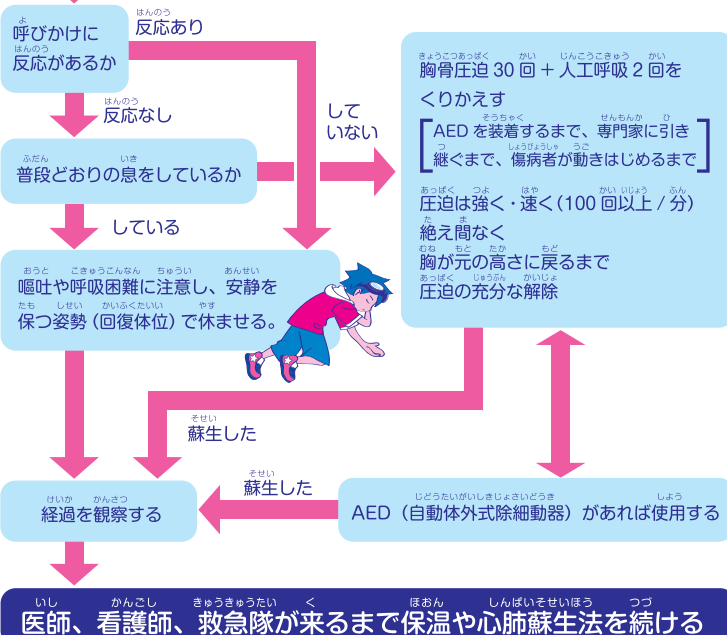 呼びかけに
反応があるか
反応あり
反応なし
普段どおりの息をしているか
して
いない
している
嘔吐や呼吸困難に注意し、安静を
保つ姿勢(回復体位)で休ませる。
胸骨圧迫 30 回 + 人工呼吸 2 回を
くりかえす
[AED を装着するまで、専門家に引き
継ぐまで、傷病者が動きはじめるまで]
圧迫は強く・速く(100 回以上 / 分)
絶え間なく
胸が元の高さに戻るまで
圧迫の充分な解除
蘇生した
蘇生した
経過を観察する
AED(自動体外式除細動器)があれば使用する
医師、看護師、救急隊が来るまで保温や心肺蘇生法を続ける